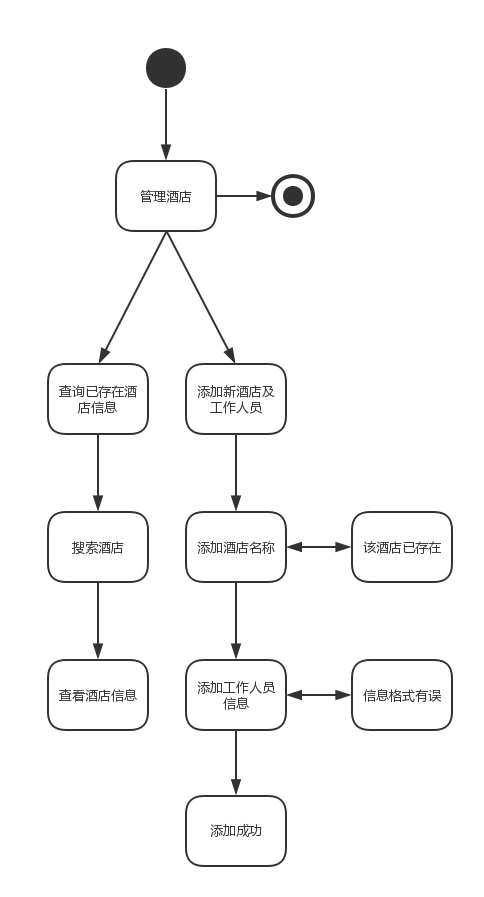 管理酒店
查询已存在酒
店信息
添加新酒店及
工作人员
搜索酒店
添加酒店名称
该酒店已存在
查看酒店信息
添加工作人员
信息
信息格式有误
添加成功